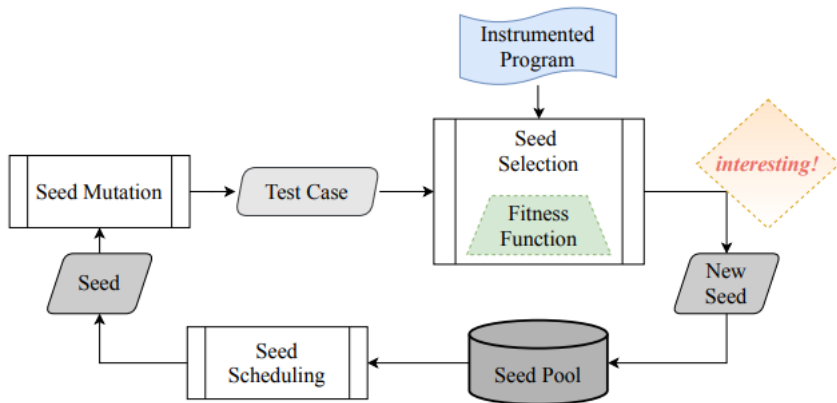 Instrumented
Program
Seed
Selection
interesting!
Seed Mutation
Test Case
Fitness
Function
Seed
New
Seed
Seed
Scheduling
Seed Pool